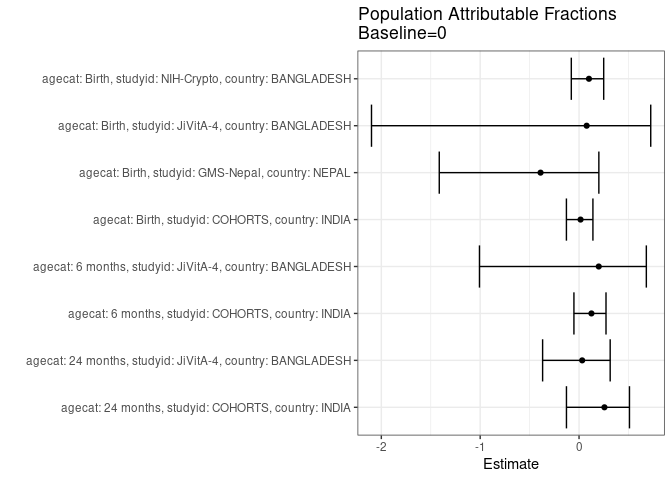 Population Attributable Fractions
Baseline=0
agecat: Birth, studyid: NIH-Crypto, country: BANGLADESH
agecat: Birth, studyid: JiVitA-4, country: BANGLADESH
agecat: Birth, studyid: GMS-Nepal, country: NEPAL
agecat: Birth, studyid: COHORTS, country: INDIA
agecat: 6 months, studyid: JiVitA-4, country: BANGLADESH
agecat: 6 months, studyid: COHORTS, country: INDIA
agecat: 24 months, studyid: JiVitA-4, country: BANGLADESH
agecat: 24 months, studyid: COHORTS, country: INDIA
-2 -1 0
Estimate